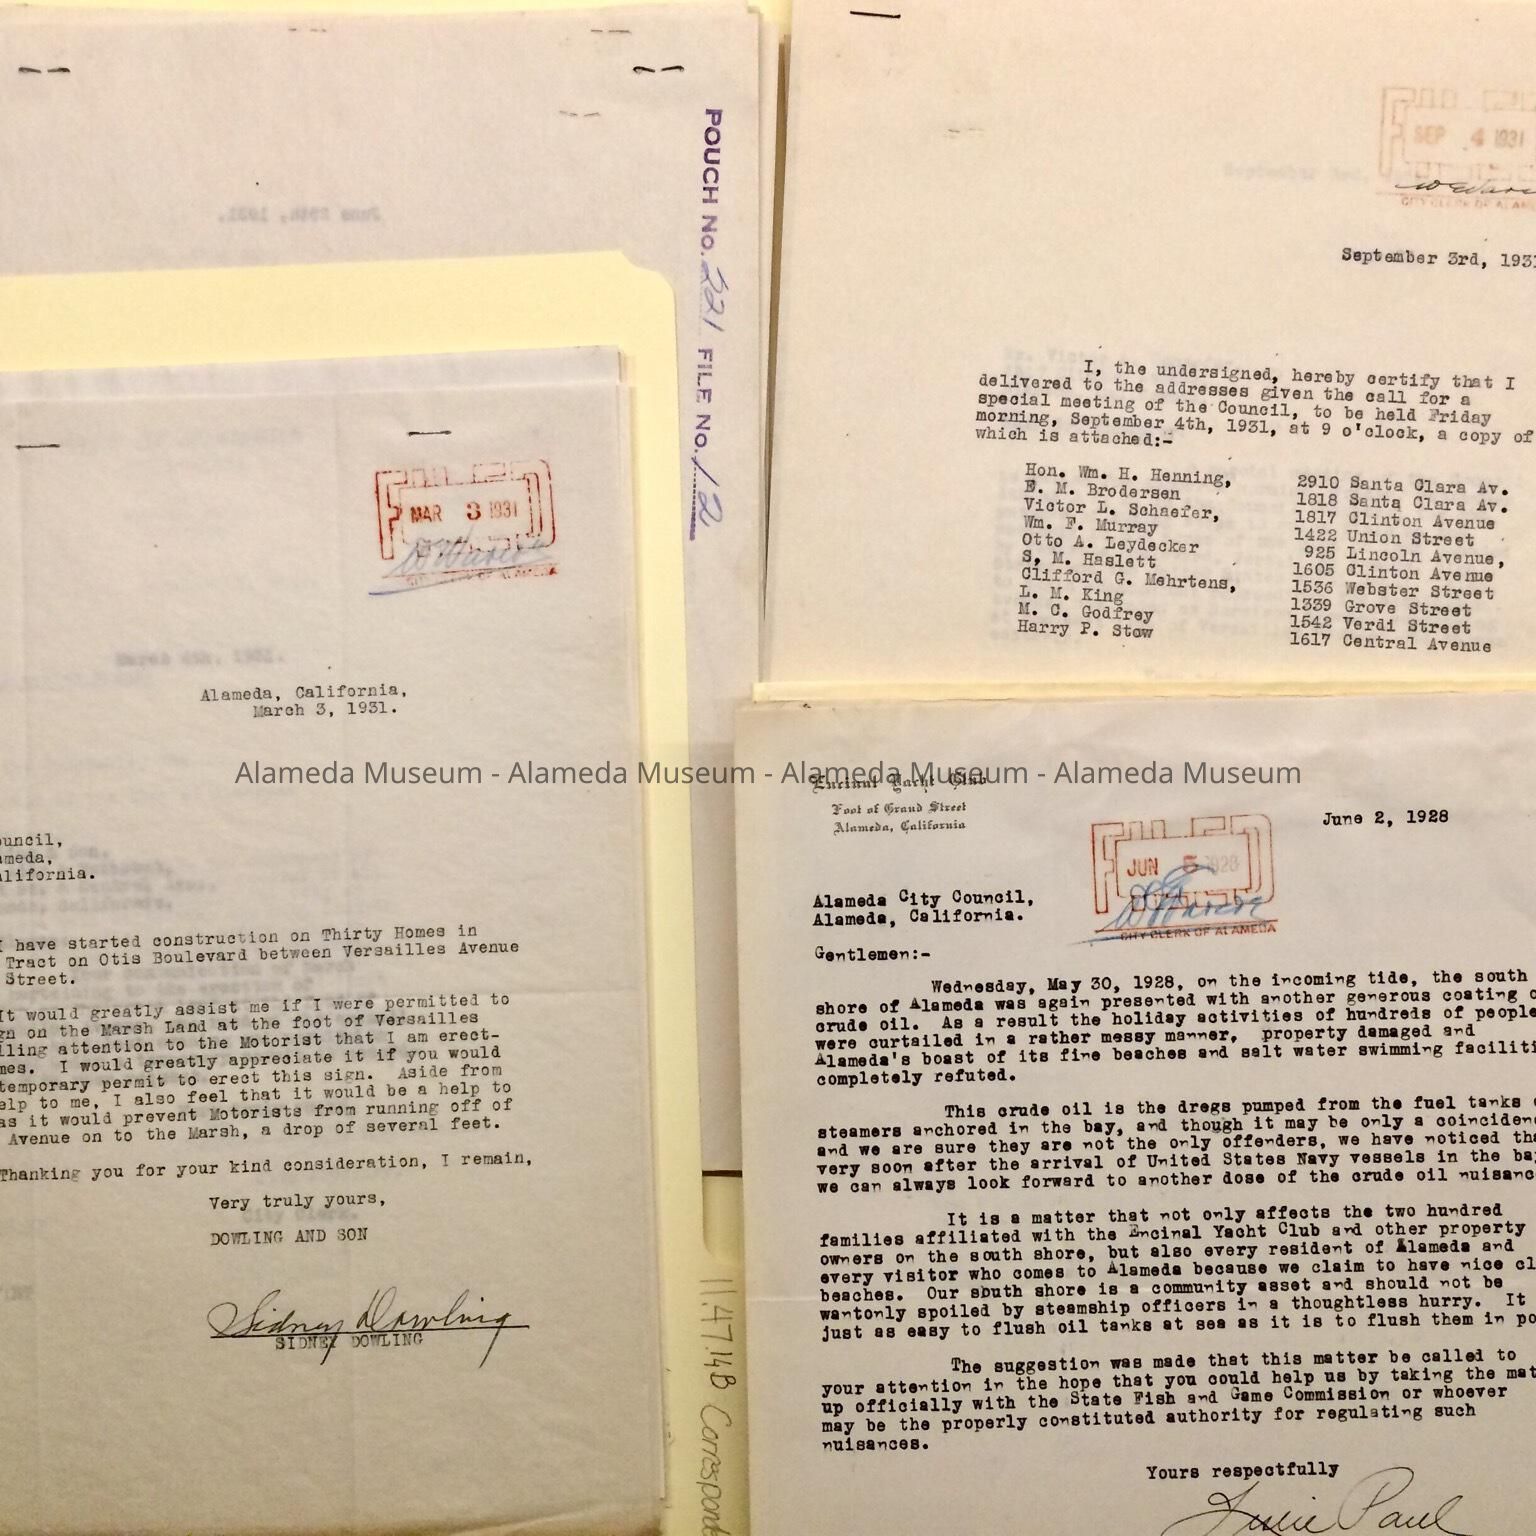 POUCH No. 221 FILE No. 12
MAR 3 1931
CITY CLERK OF ALAMEDA
Alameda, California,
March 3, 1931.
ouncil,
ameda,
alifornia.
I have started construction on Thirty Homes in
Tract on Otis Boulevard between Versailles Avenue
Street.
It would greatly assist me if I were permitted to
gn on the Marsh Land at the foot of Versailles
lling attention to the Motorist that I am erect-
mes. I would greatly appreciate it if you would
temporary permit to erect this sign. Aside from
elp to me, I also feel that it would be a help to
as it would prevent Motorists from running off of
Avenue on to the Marsh, a drop of several feet.
Thanking you for your kind consideration, I remain,
Very truly yours,
DOWLING AND SON
Sidney Dowling
SIDNEY DOWLING
11.47.14B Correspond
SEP 4 1931
CITY CLERK OF ALAM
September 3rd, 1931
I, the undersigned, hereby certify that I
delivered to the addresses given the call for a
special meeting of the Council, to be held Friday
morning, September 4th, 1931, at 9 o'clock, a copy of
which is attached:-
Hon. Wm. H. Henning, 2910 Santa Clara Av.
E. M. Brodersen 1818 Santa Clara Av.
Victor L. Schaefer, 1817 Clinton Avenue
Wm. F. Murray 1422 Union Street
Otto A. Leydecker 925 Lincoln Avenue,
S, M. Haslett 1605 Clinton Avenue
Clifford G. Mehrtens, 1536 Webster Street
L. M. King 1339 Grove Street
M. C. Godfrey 1542 Verdi Street
Harry P. Stow 1617 Central Avenue
Alameda Museum - Alameda Museum - Alameda Museum - Alameda Museum
Encinal Yacht Club
Foot of Grand Street
Alameda, California
June 2, 1928
JUN 5 1928
CITY CLERK OF ALAMEDA
Alameda City Council,
Alameda, California.
Gentlemen:-
Wednesday, May 30, 1928, on the incoming tide, the south
shore of Alameda was again presented with another generous coating o
crude oil. As a result the holiday activities of hundreds of people
were curtailed in a rather messy manner, property damaged and
Alameda's boast of its fine beaches and salt water swimming faciliti
completely refuted.
This crude oil is the dregs pumped from the fuel tanks o
steamers anchored in the bay, and though it may be only a coinciden
and we are sure they are not the only offenders, we have noticed tha
very soon after the arrival of United States Navy vessels in the bay
we can always look forward to another dose of the crude oil nuisanc
It is a matter that not only affects the two hundred
families affiliated with the Encinal Yacht Club and other property
owners on the south shore, but also every resident of Alameda and
every visitor who comes to Alameda because we claim to have nice cl
beaches. Our south shore is a community asset and should not be
wantonly spoiled by steamship officers in a thoughtless hurry. It
just as easy to flush oil tanks at sea as it is to flush them in po
The suggestion was made that this matter be called to
your attention in the hope that you could help us by taking the mat
up officially with the State Fish and Game Commission or whoever
may be the properly constituted authority for regulating such
nuisances.
Yours respectfully
Paul